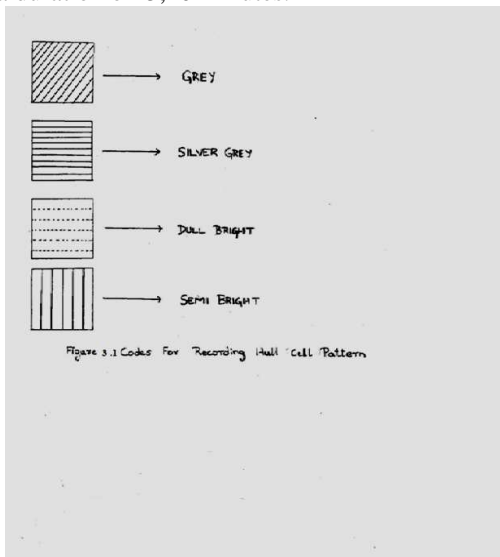 GREY
SILVER GREY
DULL BRIGHT
SEMI BRIGHT
Figure 3.1 Codes For Recording Hull Cell Pattern